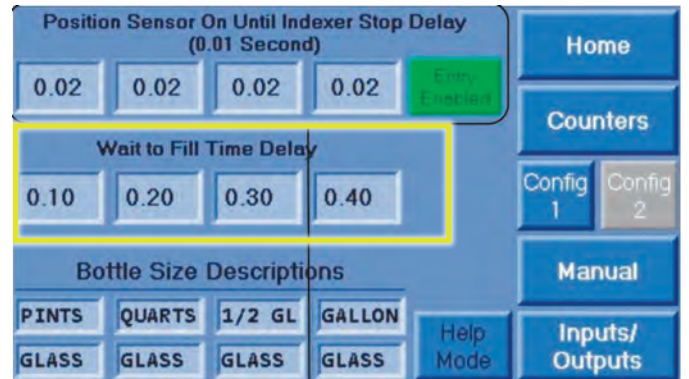 Position Sensor On Until Indexer Stop Delay
(0.01 Second)
0.02 0.02 0.02 0.02
Entry
Enabled
Wait to Fill Time Delay
0.10 0.20 0.30 0.40
Bottle Size Descriptions
PINTS QUARTS 1/2 GL GALLON
GLASS GLASS GLASS GLASS
Help
Mode
Home
Counters
Config
1
Config
2
Manual
Inputs/
Outputs